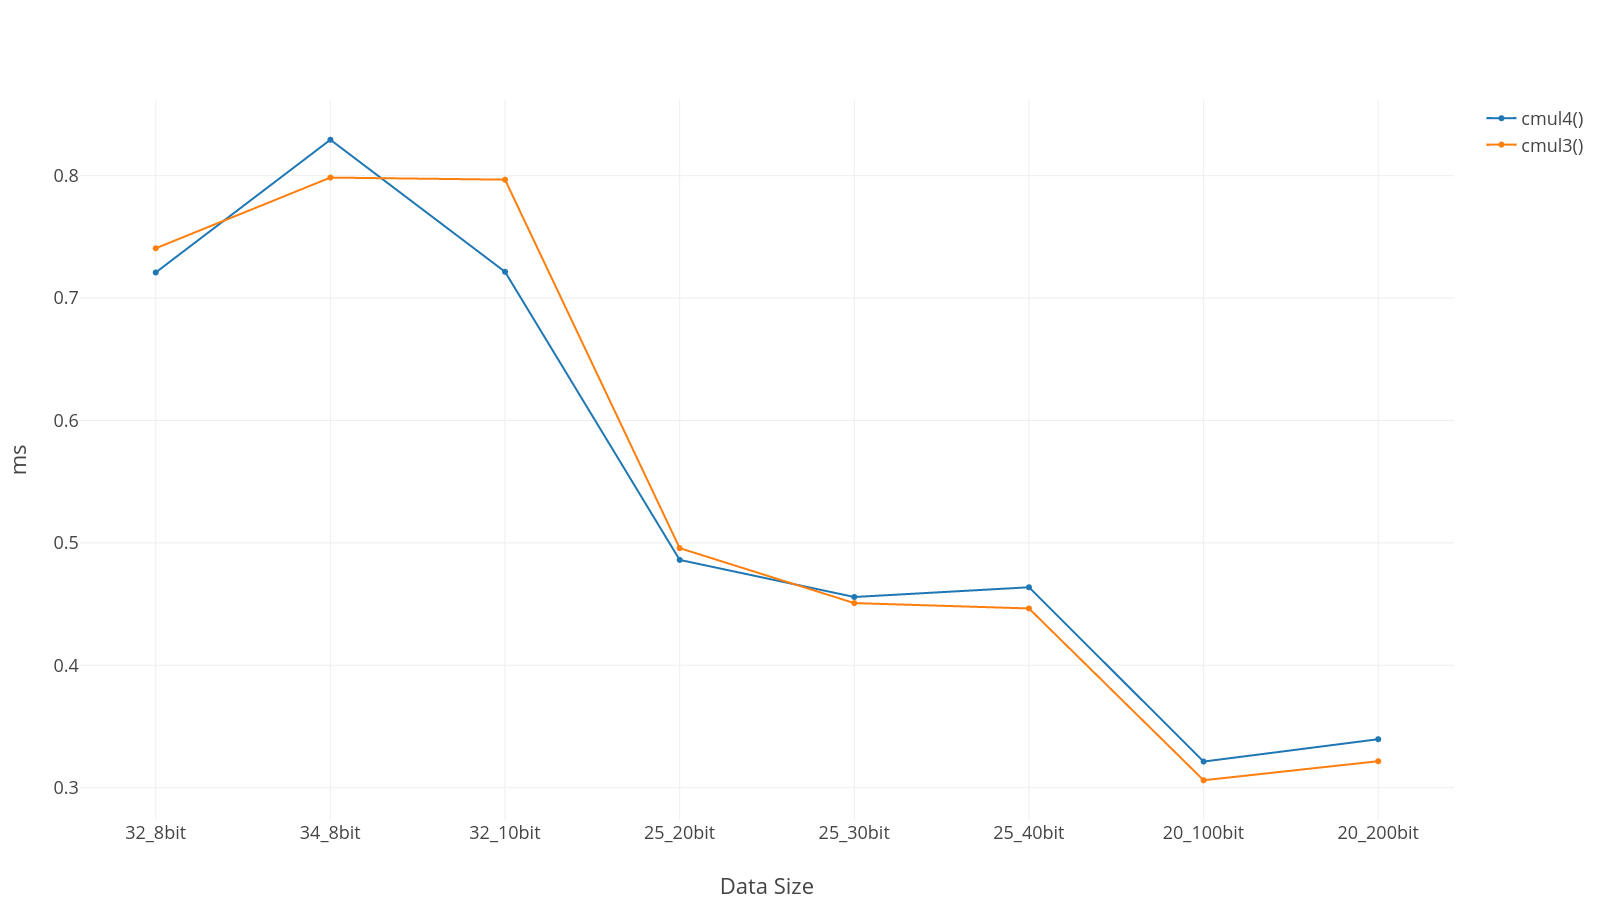 cmul4()
cmul3()
0.8
0.7
0.6
0.5
0.4
0.3
ms
32_8bit
34_8bit
32_10bit
25_20bit
25_30bit
25_40bit
20_100bit
20_200bit
Data Size